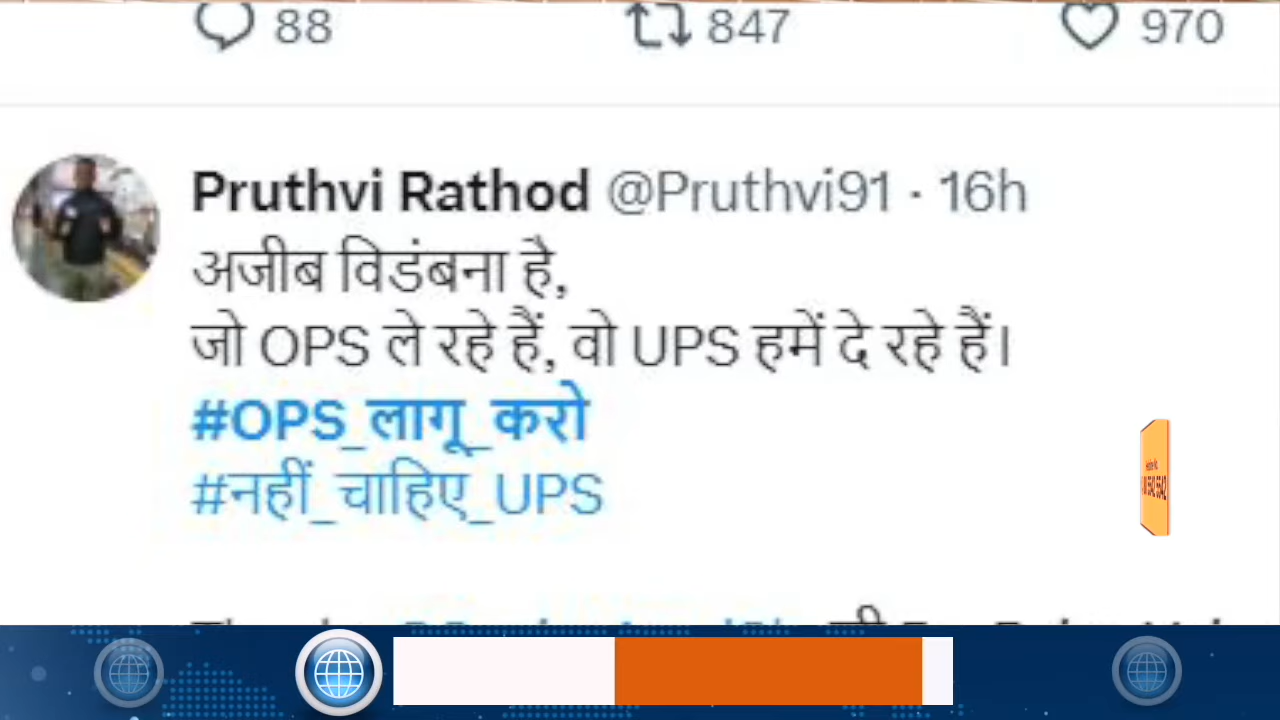 88 847 970
Pruthvi Rathod @Pruthvi91 · 16h
अजीब विडंबना है,
जो OPS ले रहे हैं, वो UPS हमें दे रहे हैं।
#OPS_लागू_करो
#नहीं_चाहिए_UPS